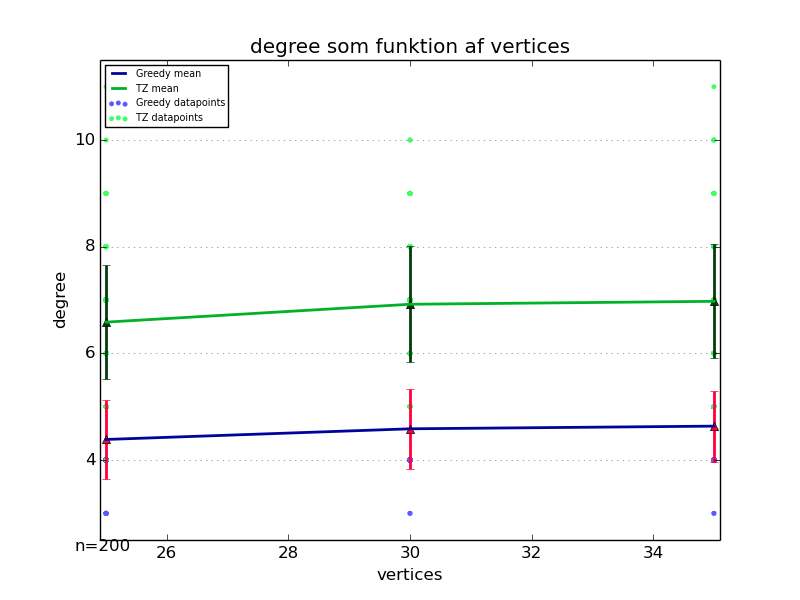 degree som funktion af vertices
Greedy mean
TZ mean
Greedy datapoints
TZ datapoints
10
8
6
4
degree
n=200
26
28
30
32
34
vertices